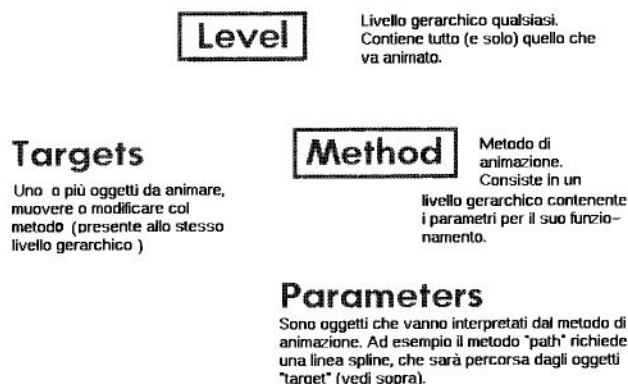 Level
Livello gerarchico qualsiasi.
Contiene tutto (e solo) quello che
va animato.
Targets
Uno o più oggetti da animare,
muovere o modificare col
metodo (presente allo stesso
livello gerarchico )
Method
Metodo di
animazione.
Consiste in un
livello gerarchico contenente
i parametri per il suo funzio-
namento.
Parameters
Sono oggetti che vanno interpretati dal metodo di
animazione. Ad esempio il metodo "path" richiede
una linea spline, che sarà percorsa dagli oggetti
"target" (vedi sopra).